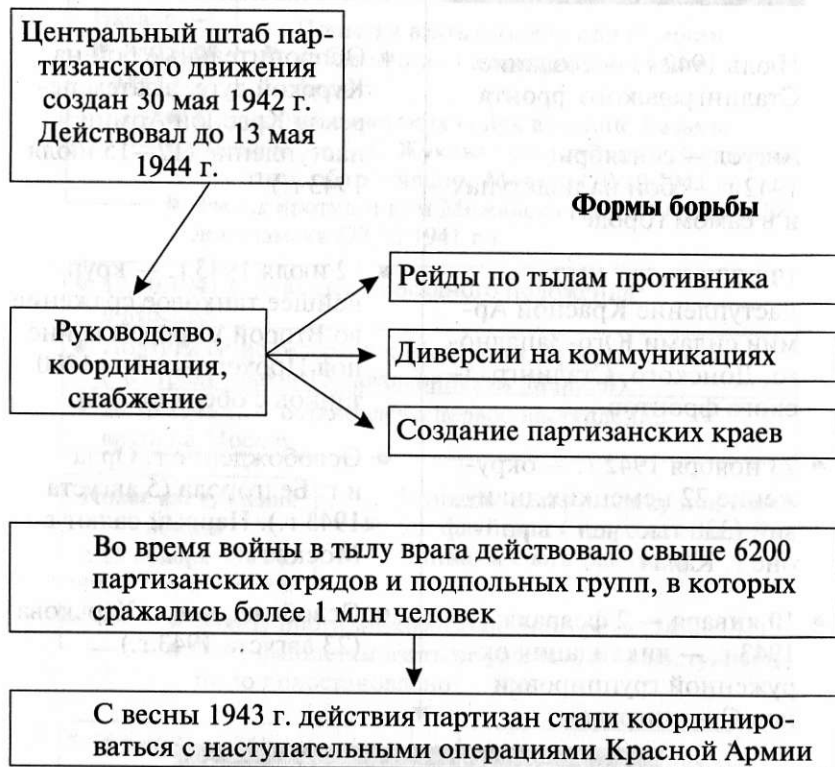 Центральный штаб пар-
тизанского движения
создан 30 мая 1942 г.
Действовал до 13 мая
1944 г.
Формы борьбы
Руководство,
координация,
снабжение
Рейды по тылам противника
Диверсии на коммуникациях
Создание партизанских краев
Во время войны в тылу врага действовало свыше 6200
партизанских отрядов и подпольных групп, в которых
сражались более 1 млн человек
С весны 1943 г. действия партизан стали координиро-
ваться с наступательными операциями Красной Армии